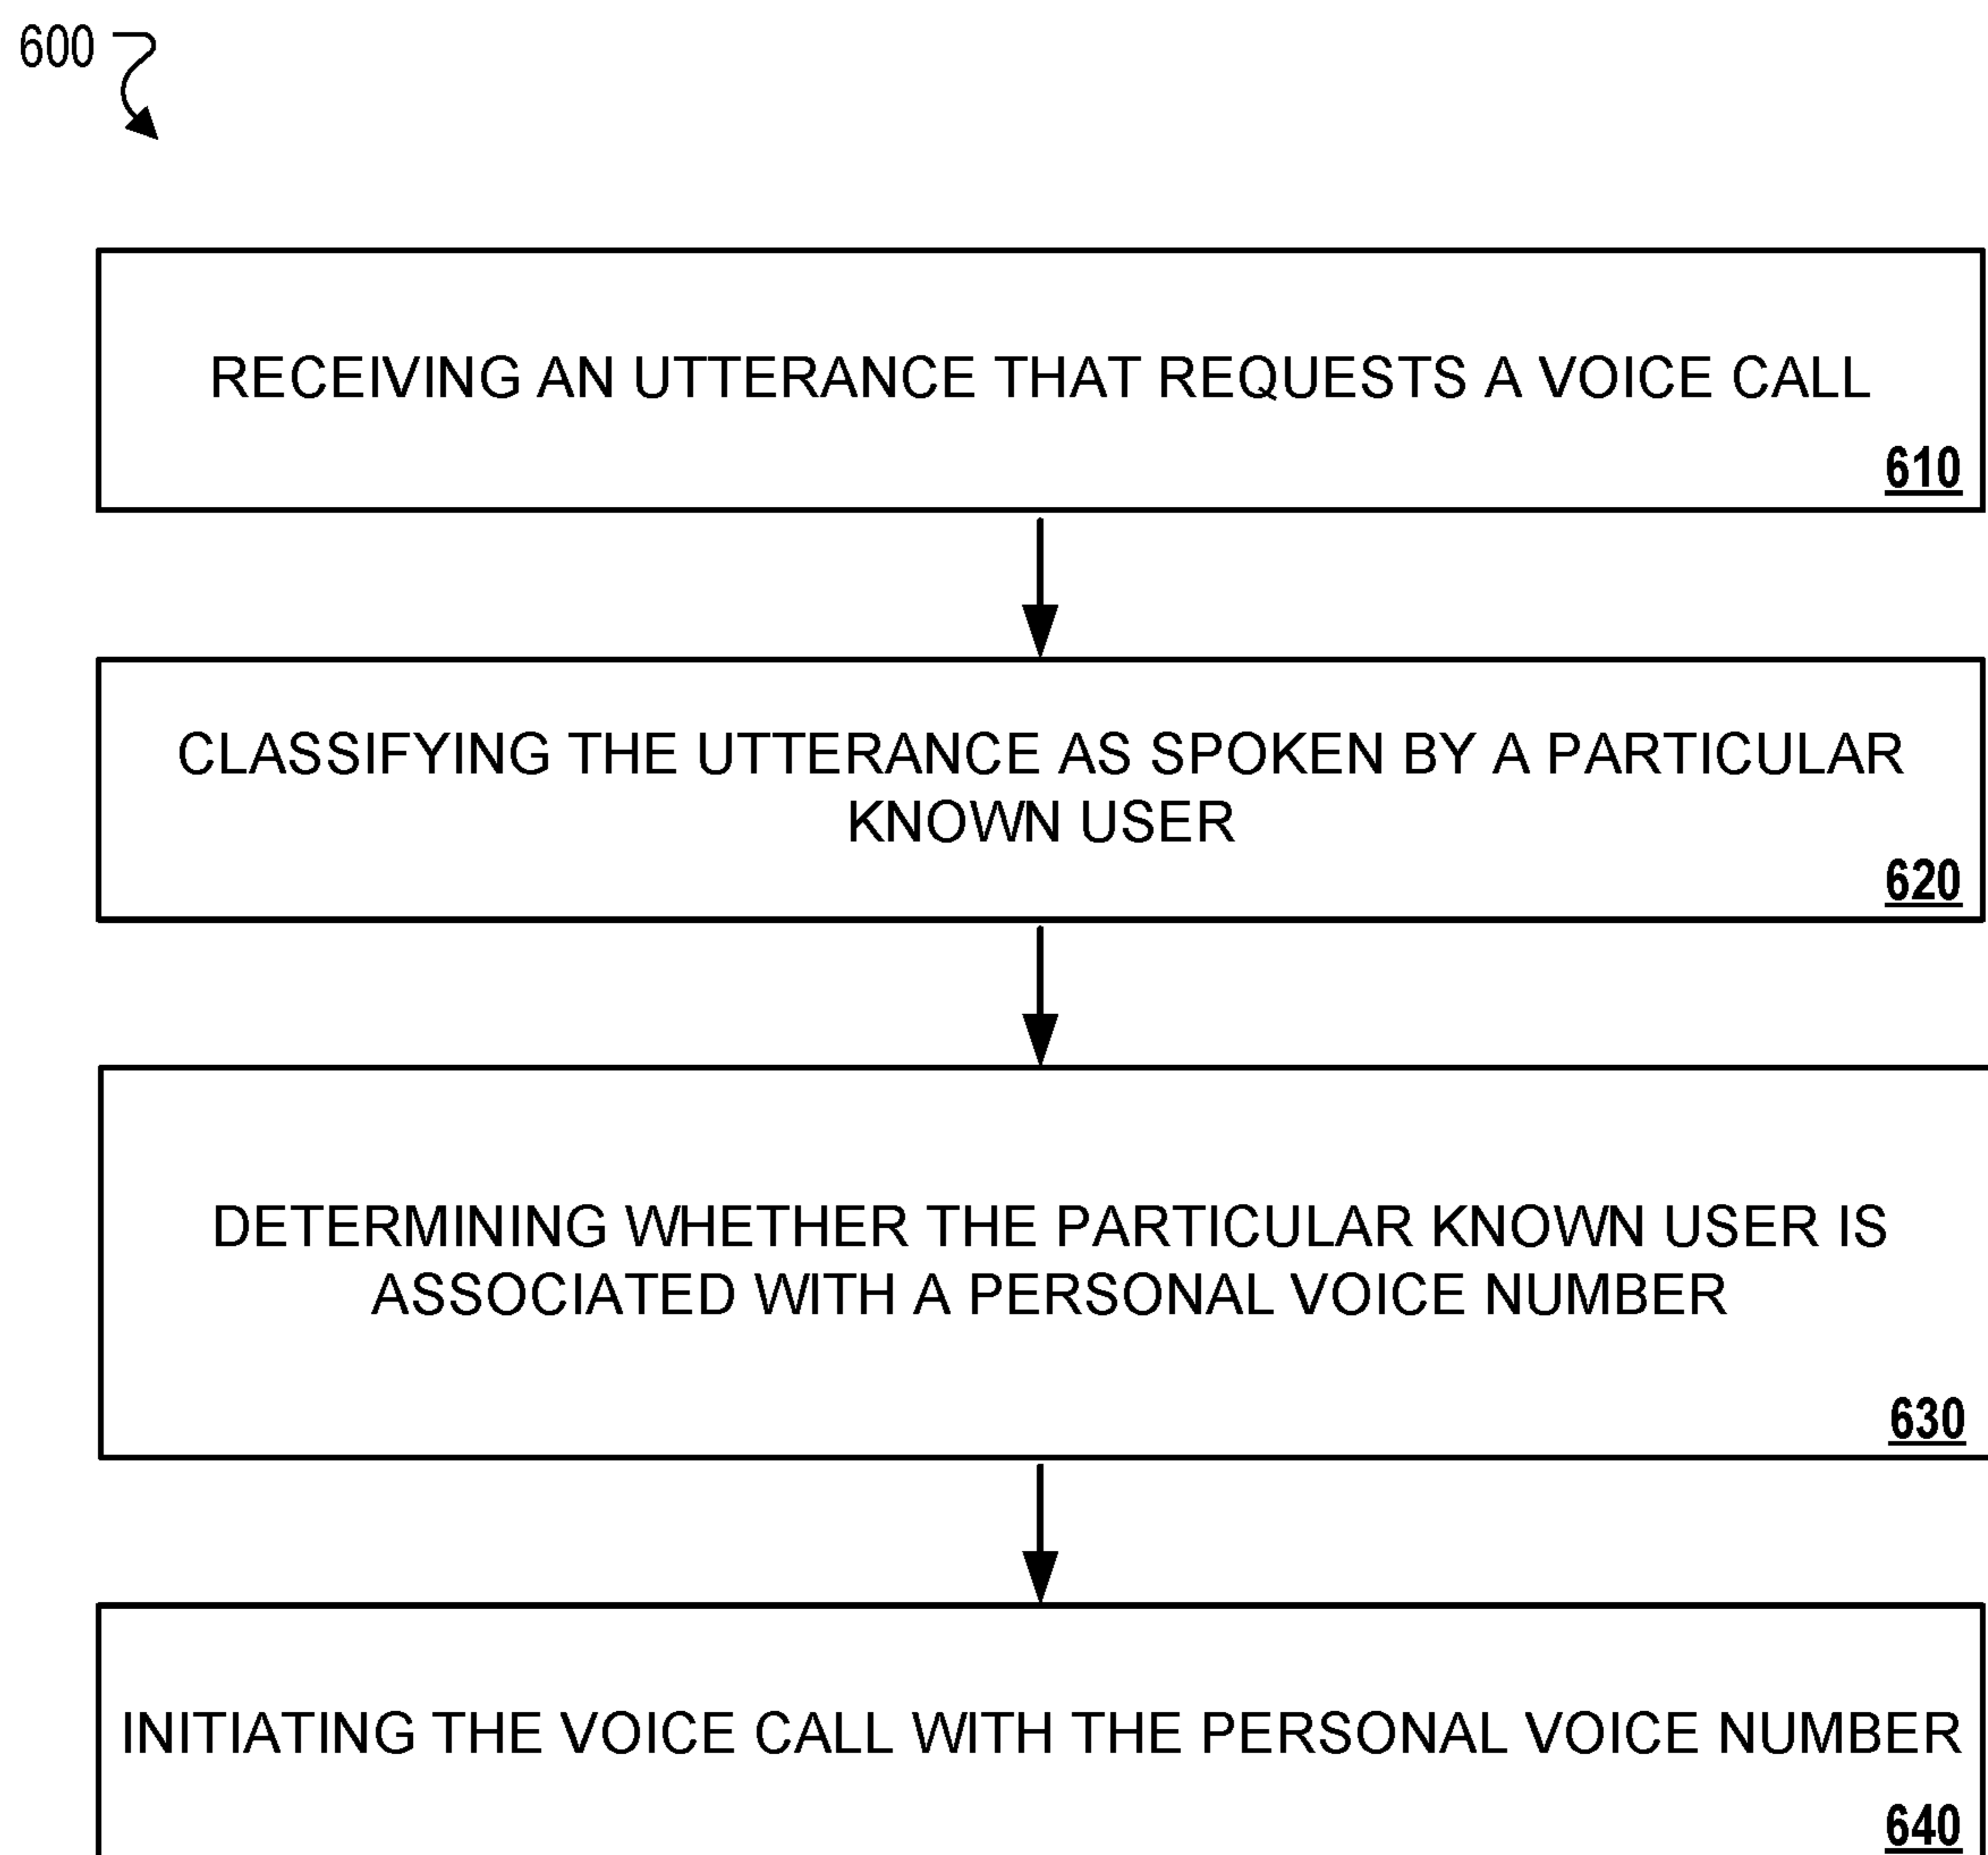 600
RECEIVING AN UTTERANCE THAT REQUESTS A VOICE CALL
610
CLASSIFYING THE UTTERANCE AS SPOKEN BY A PARTICULAR
KNOWN USER
620
DETERMINING WHETHER THE PARTICULAR KNOWN USER IS
ASSOCIATED WITH A PERSONAL VOICE NUMBER
630
INITIATING THE VOICE CALL WITH THE PERSONAL VOICE NUMBER
640